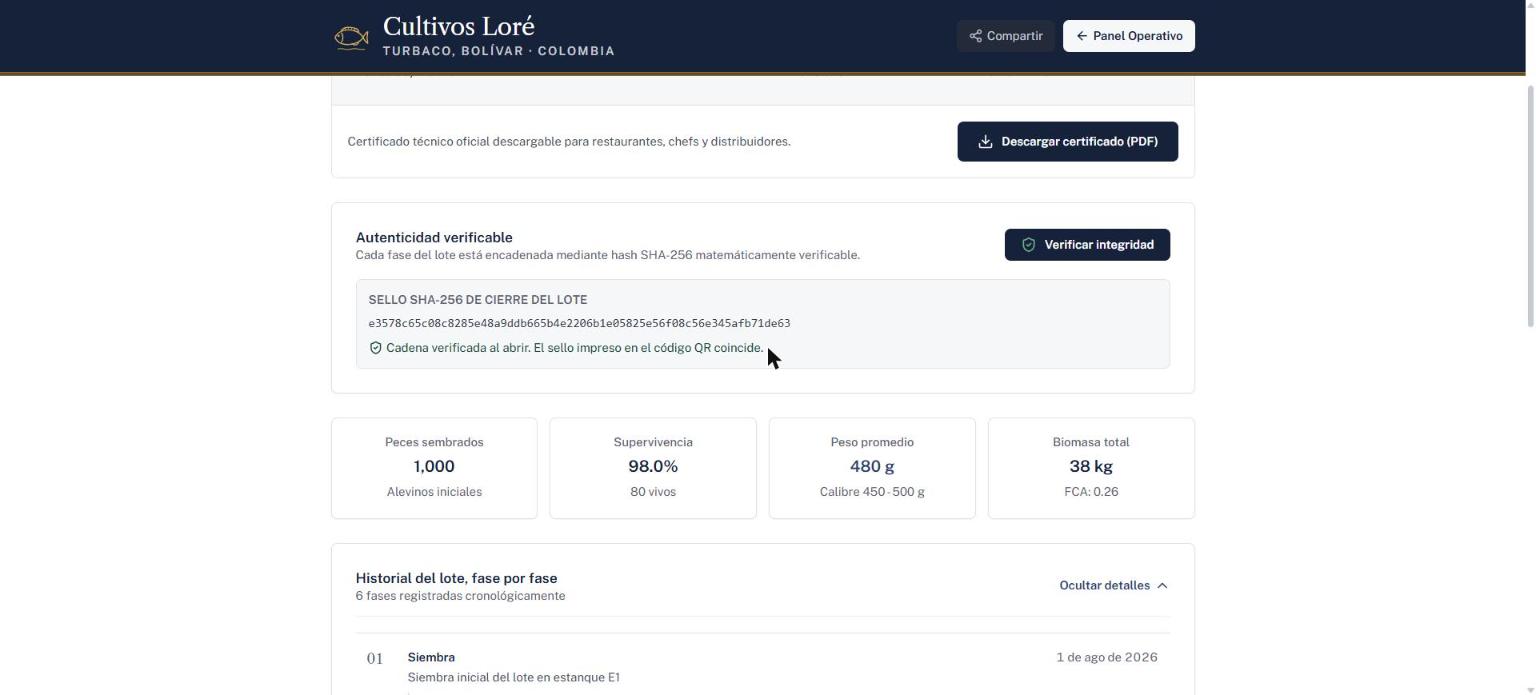 Cultivos Loré
TURBACO, BOLÍVAR · COLOMBIA
Compartir
Panel Operativo
Certificado técnico oficial descargable para restaurantes, chefs y distribuidores.
Descargar certificado (PDF)
Autenticidad verificable
Cada fase del lote está encadenada mediante hash SHA-256 matemáticamente verificable.
Verificar integridad
SELLO SHA-256 DE CIERRE DEL LOTE
e3578c65c08c8285e48a9ddb665b4e2206b1e05825e56f08c56e345afb71de63
Cadena verificada al abrir. El sello impreso en el código QR coincide.
Peces sembrados
1,000
Alevinos iniciales
Supervivencia
98.0%
80 vivos
Peso promedio
480 g
Calibre 450 - 500 g
Biomasa total
38 kg
FCA: 0.26
Historial del lote, fase por fase
6 fases registradas cronológicamente
Ocultar detalles
01
Siembra
1 de ago de 2026
Siembra inicial del lote en estanque E1